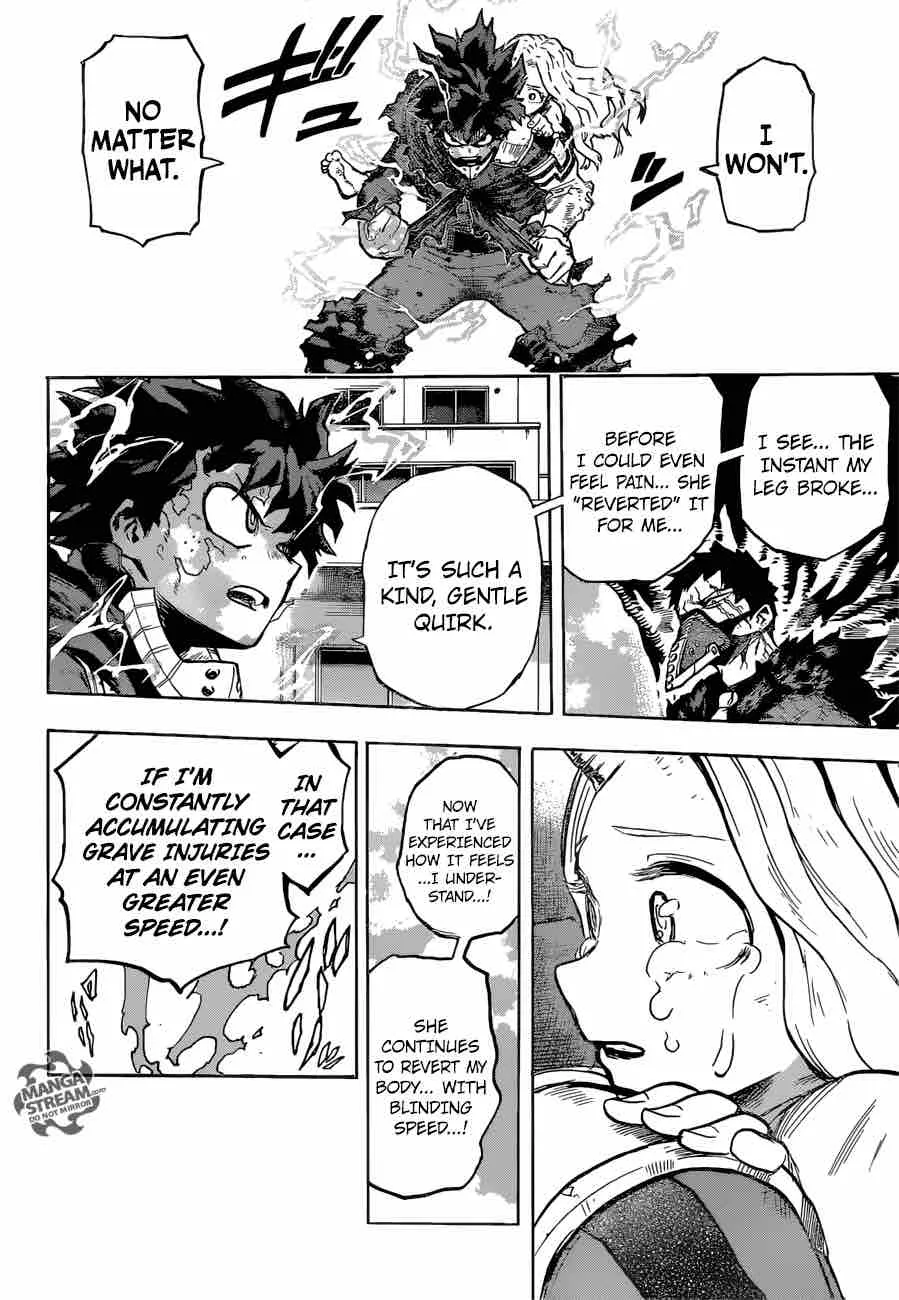 I
WON'T.
NO
MATTER
WHAT.
ギュッ!!
I SEE... THE
INSTANT MY
LEG BROKE...
BEFORE
I COULD EVEN
FEEL PAIN... SHE
"REVERTED" IT
FOR ME...
IT'S SUCH A
KIND, GENTLE
QUIRK.
NOW
THAT I'VE
EXPERIENCED
HOW IT FEELS
...I UNDER-
STAND...!
SHE
CONTINUES
TO REVERT MY
BODY... WITH
BLINDING
SPEED...!
IN
THAT
CASE
...
IF I'M
CONSTANTLY
ACCUMULATING
GRAVE INJURIES
AT AN EVEN
GREATER
SPEED...!
MANGA
STREAM.com
DO NOT MIRROR